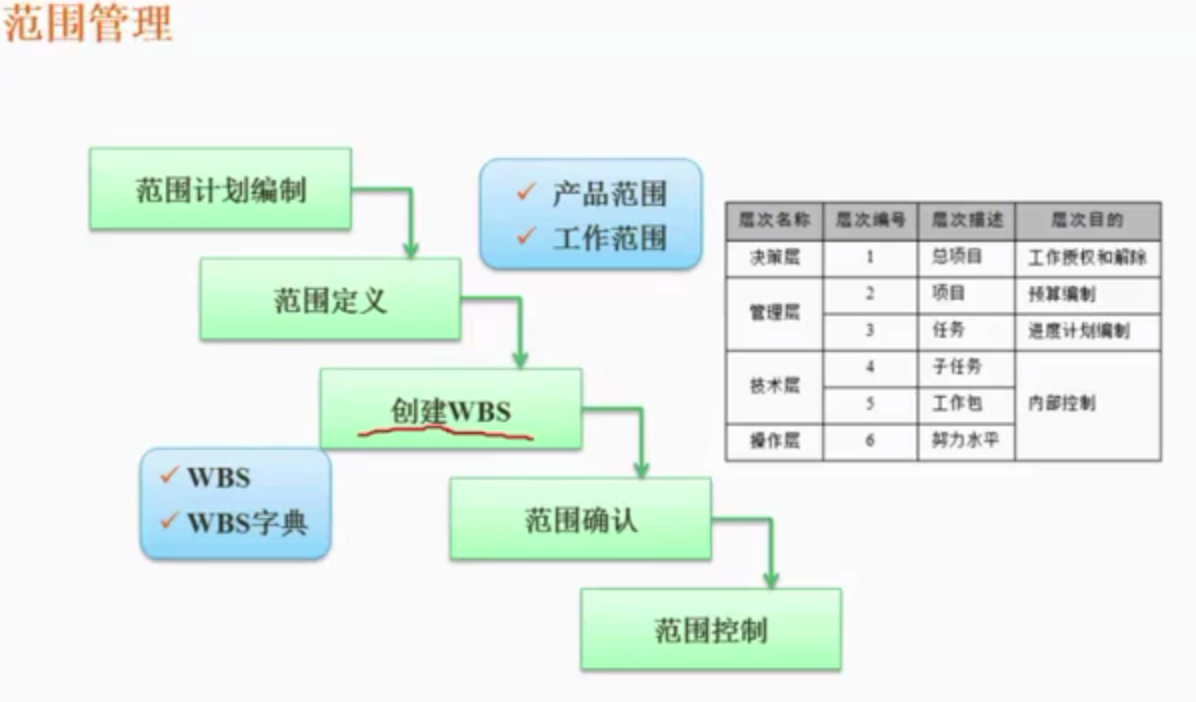 范围管理
范围计划编制
产品范围
工作范围
范围定义
创建WBS
WBS
WBS字典
范围确认
范围控制
层次名称 层次编号 层次描述 层次目的
决策层 1 总项目 工作授权和解除
管理层 2 项目 预算编制
3 任务 进度计划编制
技术层 4 子任务 内部控制
5 工作包
操作层 6 努力水平